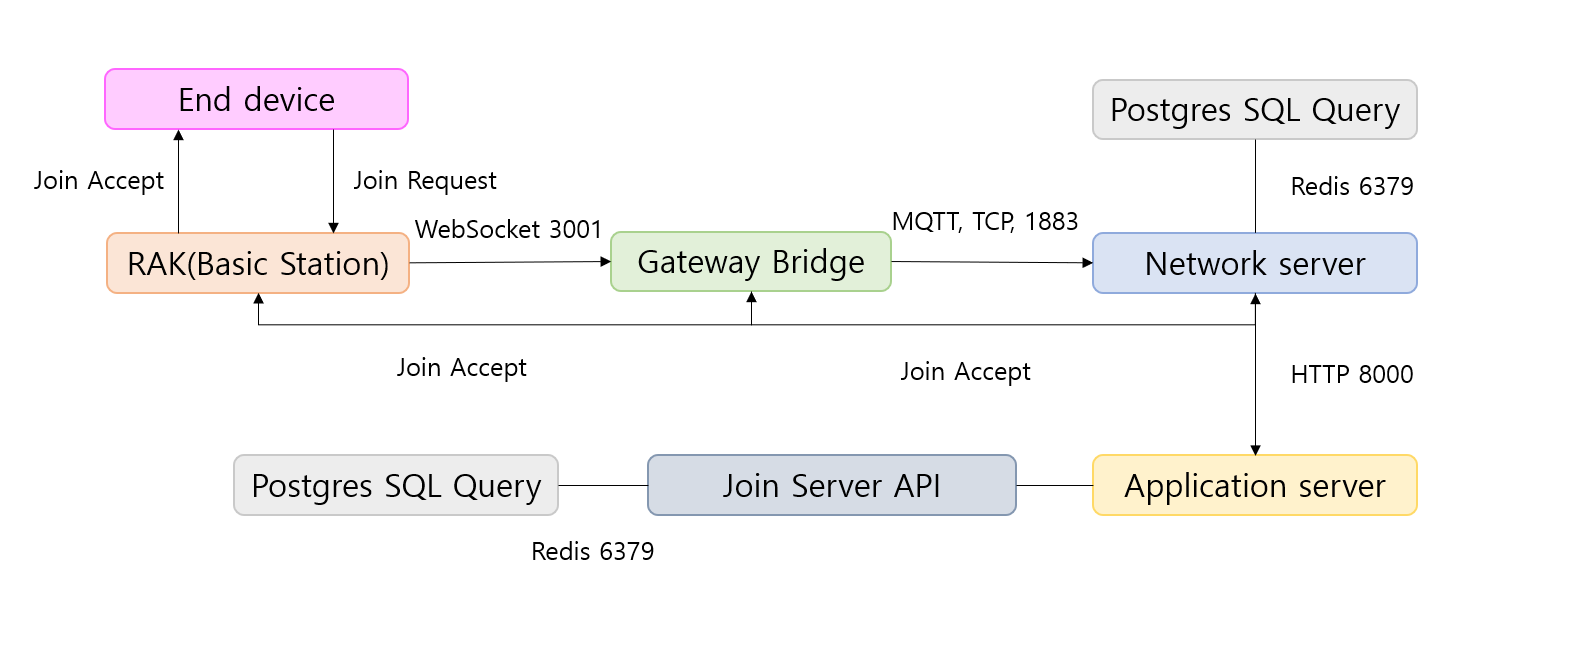 End device
Postgres SQL Query
Join Accept
Join Request
Redis 6379
WebSocket 3001
MQTT, TCP, 1883
RAK(Basic Station)
Gateway Bridge
Network server
Join Accept
Join Accept
HTTP 8000
Postgres SQL Query
Join Server API
Application server
Redis 6379